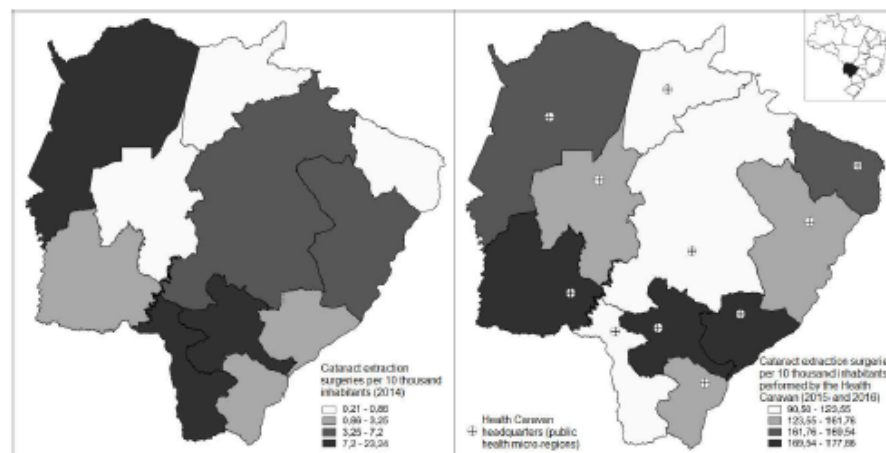 Cataract extraction
surgeries per 10 thousand
inhabitants (2014)
0,21 - 0,86
0,86 - 3,25
3,25 - 7,2
7,2 - 23,24
Health Caravan
headquarters (public
health micro-regions)
Cataract extraction surgeries
per 10 thousand inhabitants
performed by the Health
Caravan (2015 and 2016)
90,50 - 123,55
123,55 - 161,76
161,76 - 169,54
169,54 - 177,86